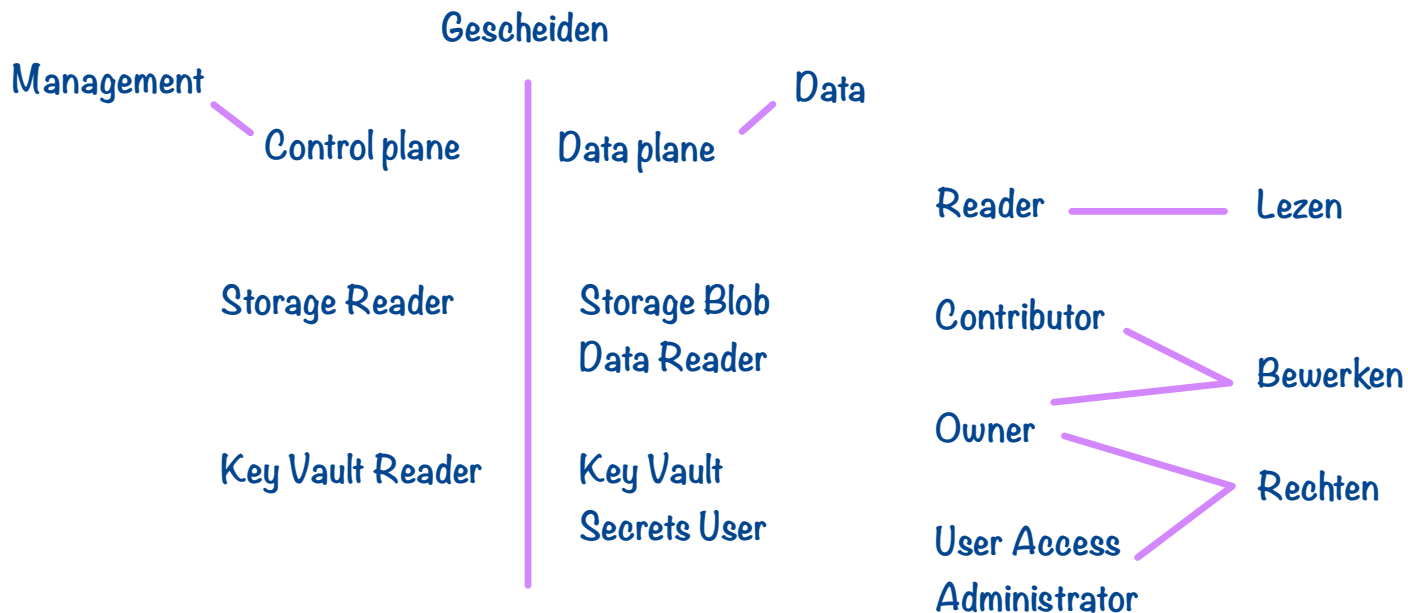 Gescheiden
Management
Data
Control plane
Data plane
Storage Reader
Storage Blob
Data Reader
Key Vault Reader
Key Vault
Secrets User
Reader
Lezen
Contributor
Bewerken
Owner
Rechten
User Access
Administrator